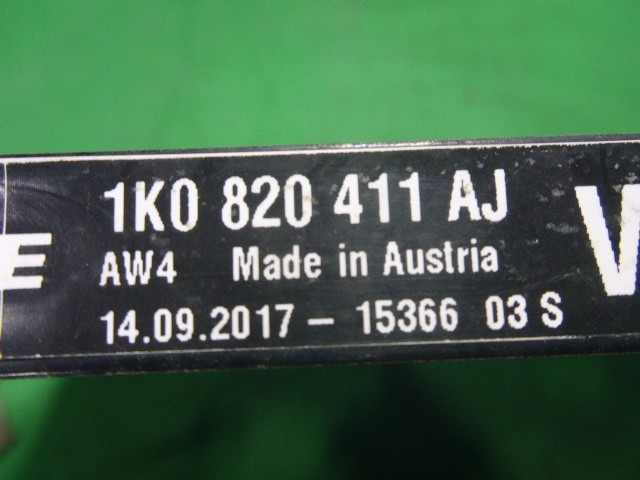 1K0 820 411 AJ
AW4 Made in Austria
14.09.2017 – 15366 03 S